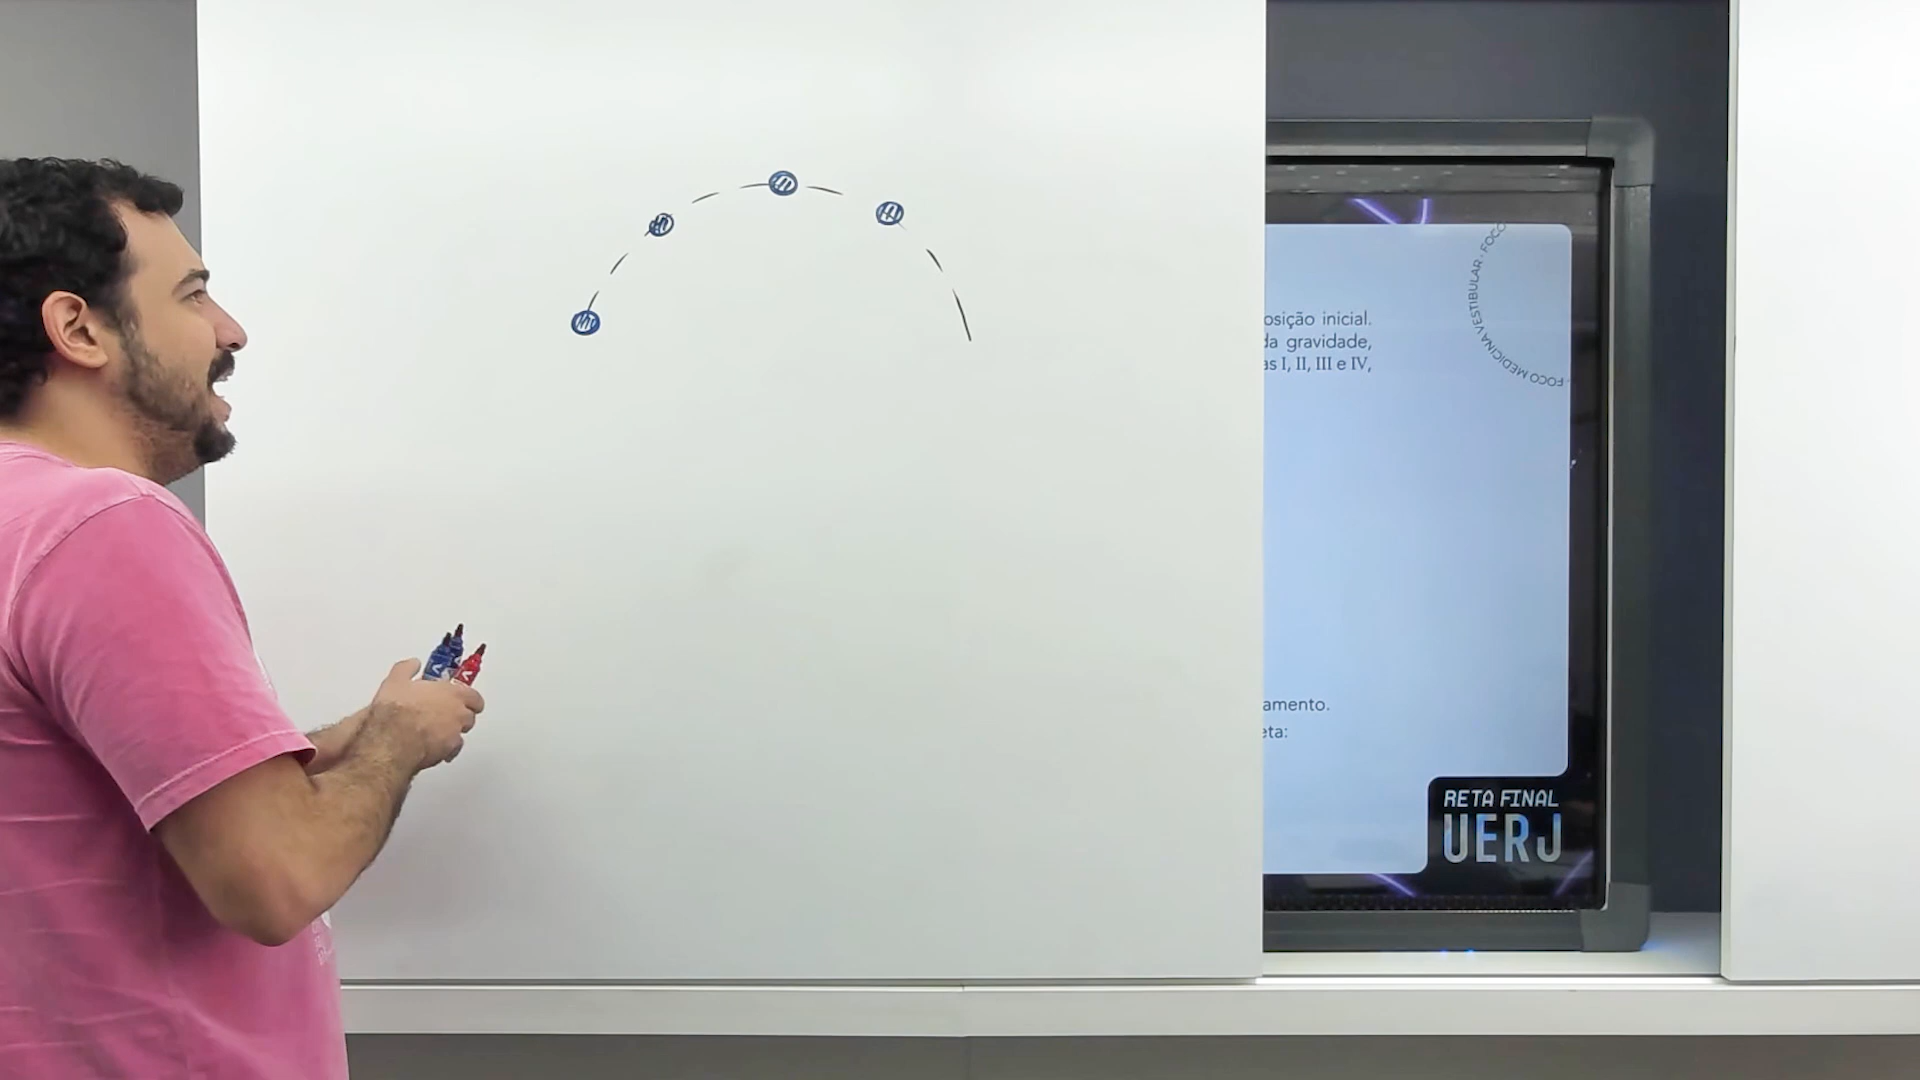 osição inicial.
da gravidade,
as I, II, III e IV,
FOCO MEDICINA VESTIBULAR · FOCO
amento.
eta:
RETA FINAL
UERJ